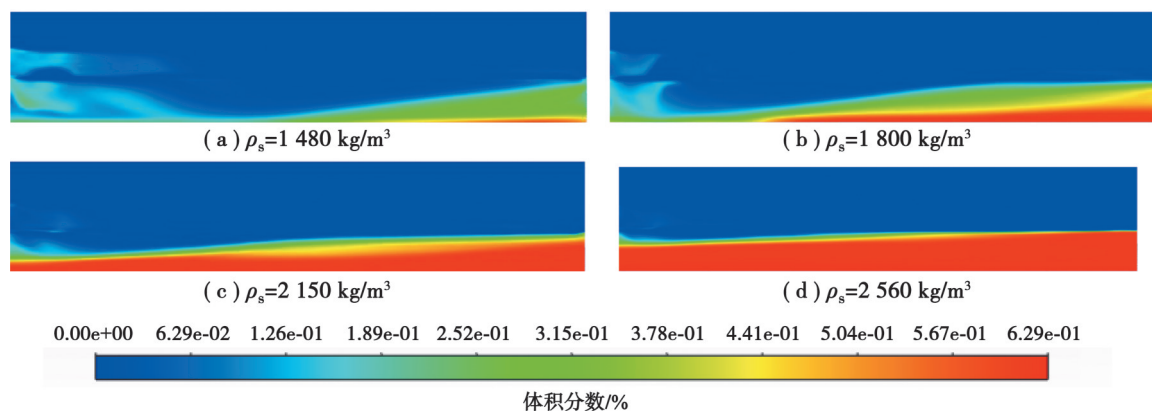 (a)ρs=1 480 kg/m³
(b)ρs=1 800 kg/m³
(c)ρs=2 150 kg/m³
(d)ρs=2 560 kg/m³
0.00e+00 6.29e-02 1.26e-01 1.89e-01 2.52e-01 3.15e-01 3.78e-01 4.41e-01 5.04e-01 5.67e-01 6.29e-01
体积分数/%